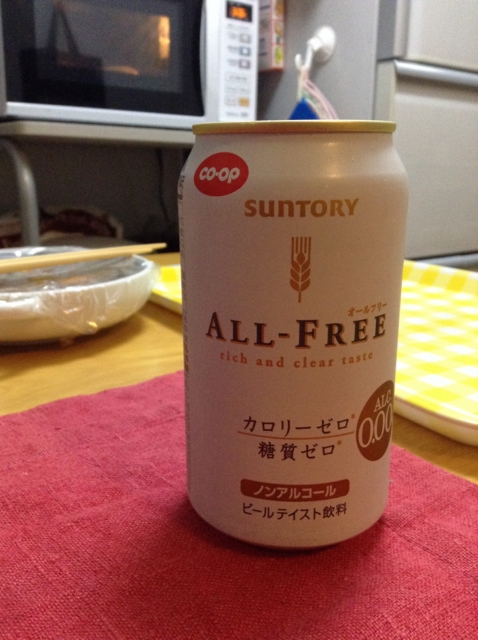 co·op
SUNTORY
オールフリー
ALL-FREE
rich and clear taste
カロリーゼロ※
糖質ゼロ※
ALC.
0.00
ノンアルコール
ビールテイスト飲料